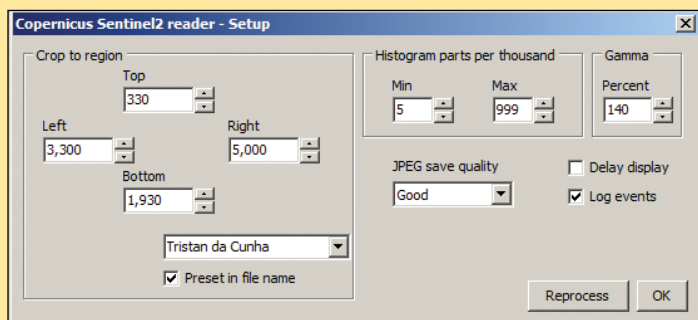 Copernicus Sentinel2 reader - Setup
Crop to region
Top
330
Left
3,300
Right
5,000
Bottom
1,930
Tristan da Cunha
Preset in file name
Histogram parts per thousand
Min
5
Max
999
Gamma
Percent
140
JPEG save quality
Good
Delay display
Log events
Reprocess
OK